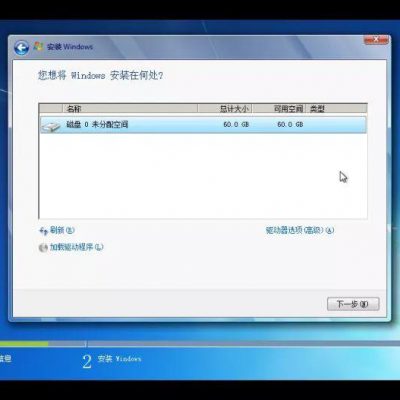 安装 Windows
您想将 Windows 安装在何处?
名称 总计大小 可用空间 类型
磁盘 0 未分配空间 60.0 GB 60.0 GB
刷新(R) 驱动器选项(高级)(A)
加载驱动程序(L)
下一步(N)
信息 2 安装 Windows